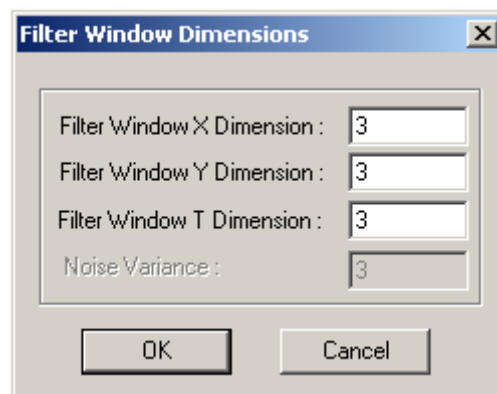 Filter Window Dimensions
Filter Window X Dimension : 3
Filter Window Y Dimension : 3
Filter Window T Dimension : 3
Noise Variance : 3
OK Cancel